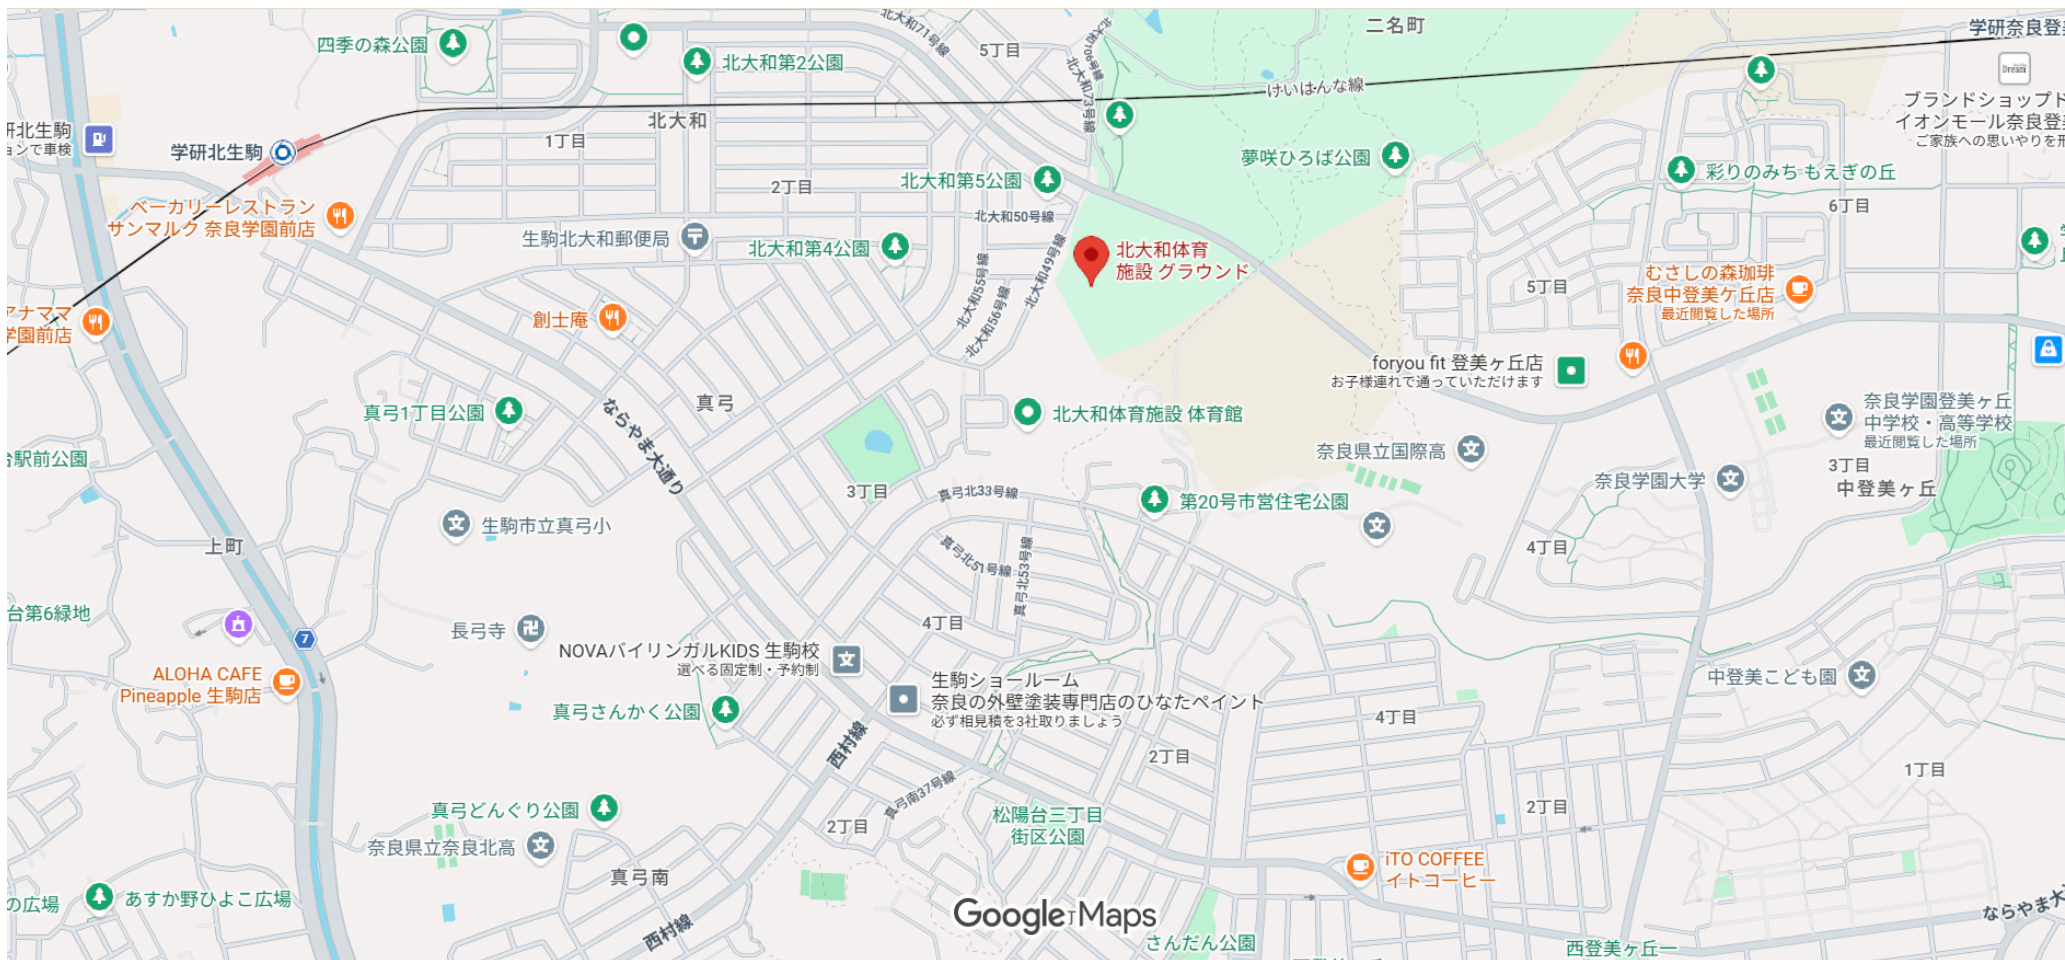 四季の森公園
北大和第2公園
北大和71号線
5丁目
北大和73号線
二名町
けいはんな線
学研奈良登美
Dream
ブランドショップド
イオンモール奈良登美
ご家族への思いやりを形
研北生駒
ョンで車検
学研北生駒
1丁目
北大和
2丁目
北大和第5公園
北大和50号線
夢咲ひろば公園
彩りのみち もえぎの丘
6丁目
ベーカリーレストラン
サンマルク 奈良学園前店
生駒北大和郵便局
北大和第4公園
北大和49号線
北大和55号線
北大和56号線
北大和体育
施設 グラウンド
5丁目
むさしの森珈琲
奈良中登美ケ丘店
最近閲覧した場所
アナママ
学園前店
創士庵
foryou fit 登美ヶ丘店
お子様連れで通っていただけます
真弓1丁目公園
真弓
ならやま大通り
北大和体育施設 体育館
奈良県立国際高
奈良学園登美ヶ丘
中学校・高等学校
最近閲覧した場所
台駅前公園
3丁目
真弓北33号線
第20号市営住宅公園
奈良学園大学
3丁目
中登美ヶ丘
生駒市立真弓小
上町
真弓北51号線
真弓北53号線
4丁目
台第6緑地
長弓寺
7
4丁目
NOVAバイリンガルKIDS 生駒校
選べる固定制・予約制
ALOHA CAFE
Pineapple 生駒店
生駒ショールーム
奈良の外壁塗装専門店のひなたペイント
必ず相見積を3社取りましょう
中登美こども園
真弓さんかく公園
西村線
4丁目
2丁目
1丁目
真弓どんぐり公園
真弓南37号線
2丁目
松陽台三丁目
街区公園
2丁目
奈良県立奈良北高
真弓南
iTO COFFEE
イトコーヒー
の広場
あすか野ひよこ広場
西村線
Google Maps
さんだん公園
ならやま大
西登美ヶ丘一